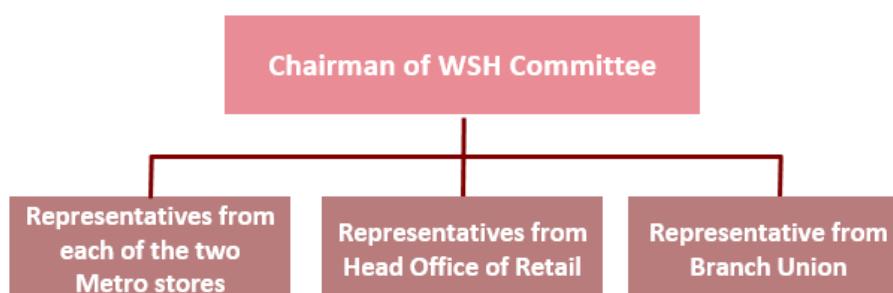 Chairman of WSH Committee
Representatives from
each of the two
Metro stores
Representatives from
Head Office of Retail
Representative from
Branch Union